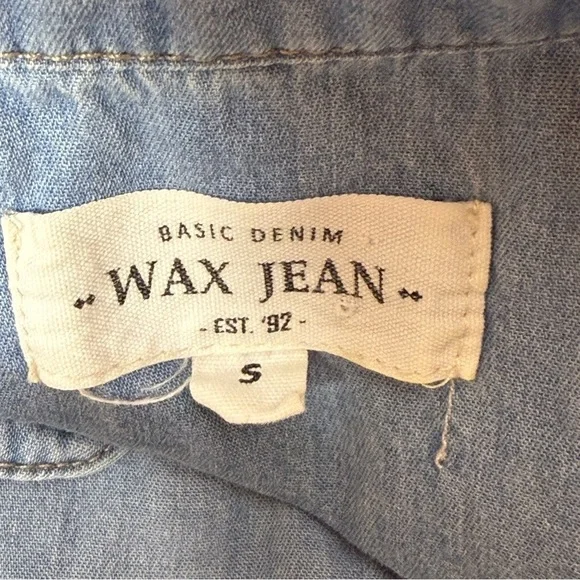 BASIC DENIM
WAX JEAN
- EST. '92 -
S